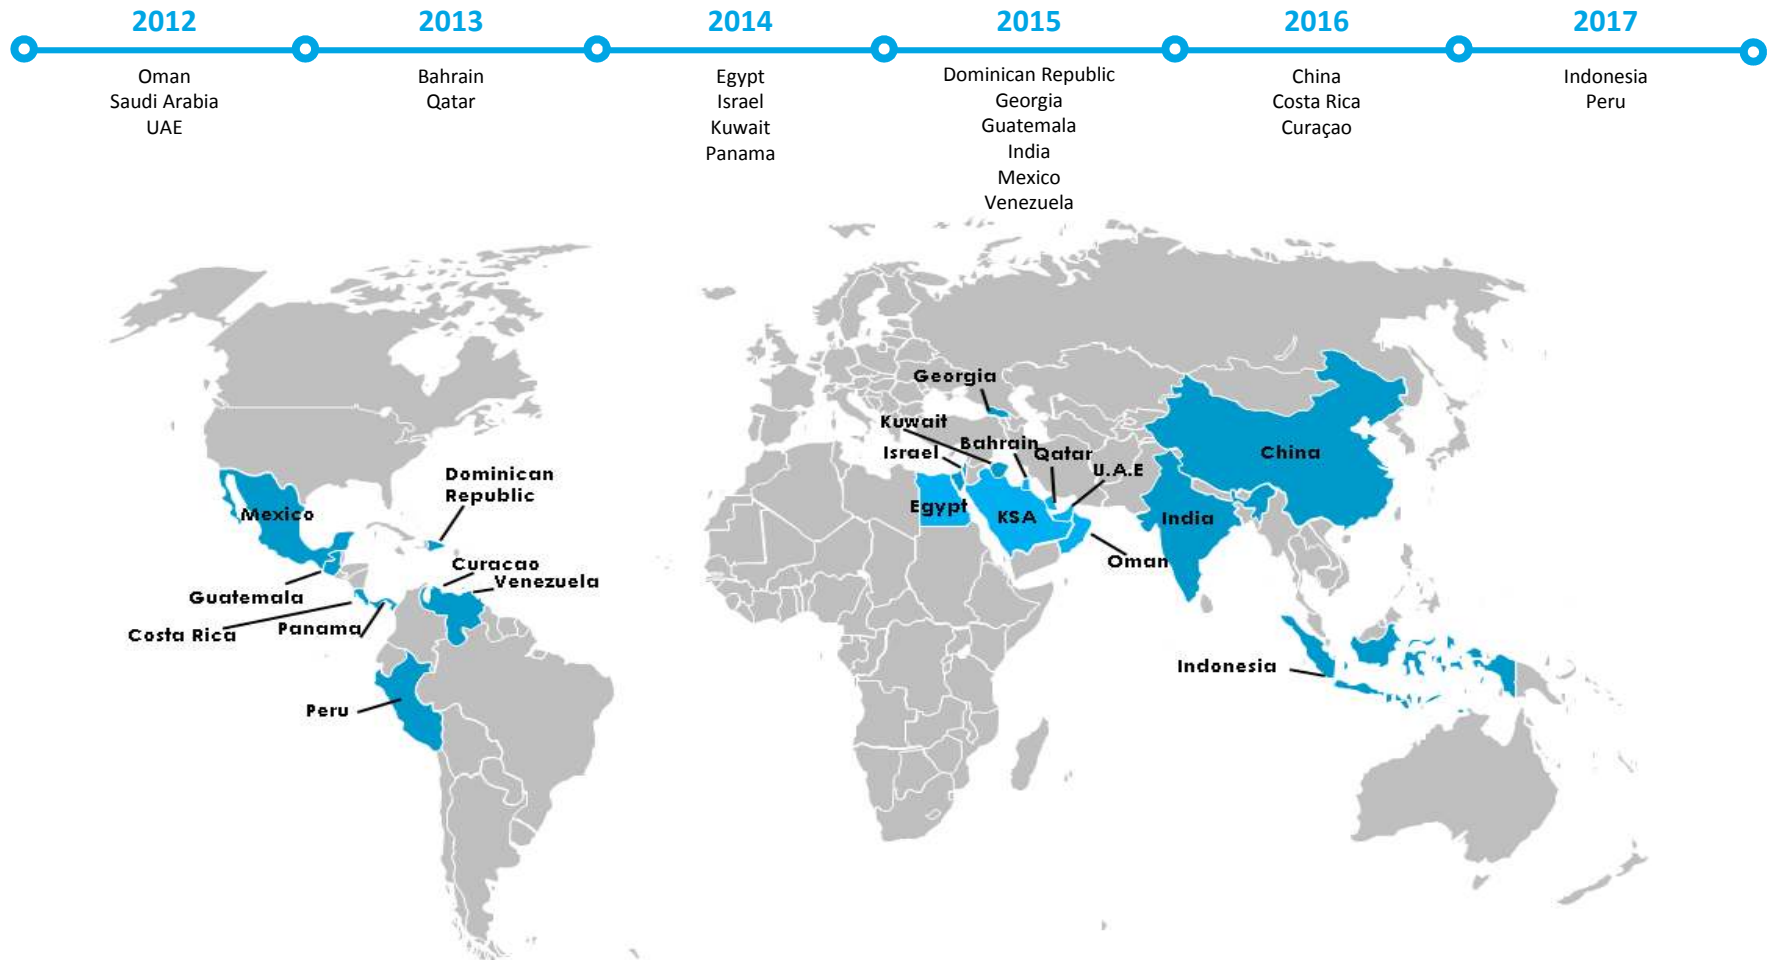 2012
2013
2014
2015
2016
2017
Oman
Saudi Arabia
UAE
Bahrain
Qatar
Egypt
Israel
Kuwait
Panama
Dominican Republic
Georgia
Guatemala
India
Mexico
Venezuela
China
Costa Rica
Curaçao
Indonesia
Peru
Georgia
Kuwait
Bahrain
Israel
Qatar
U.A.E
China
Dominican
Republic
Egypt
KSA
India
Mexico
Oman
Curacao
Venezuela
Guatemala
Costa Rica
Panama
Indonesia
Peru